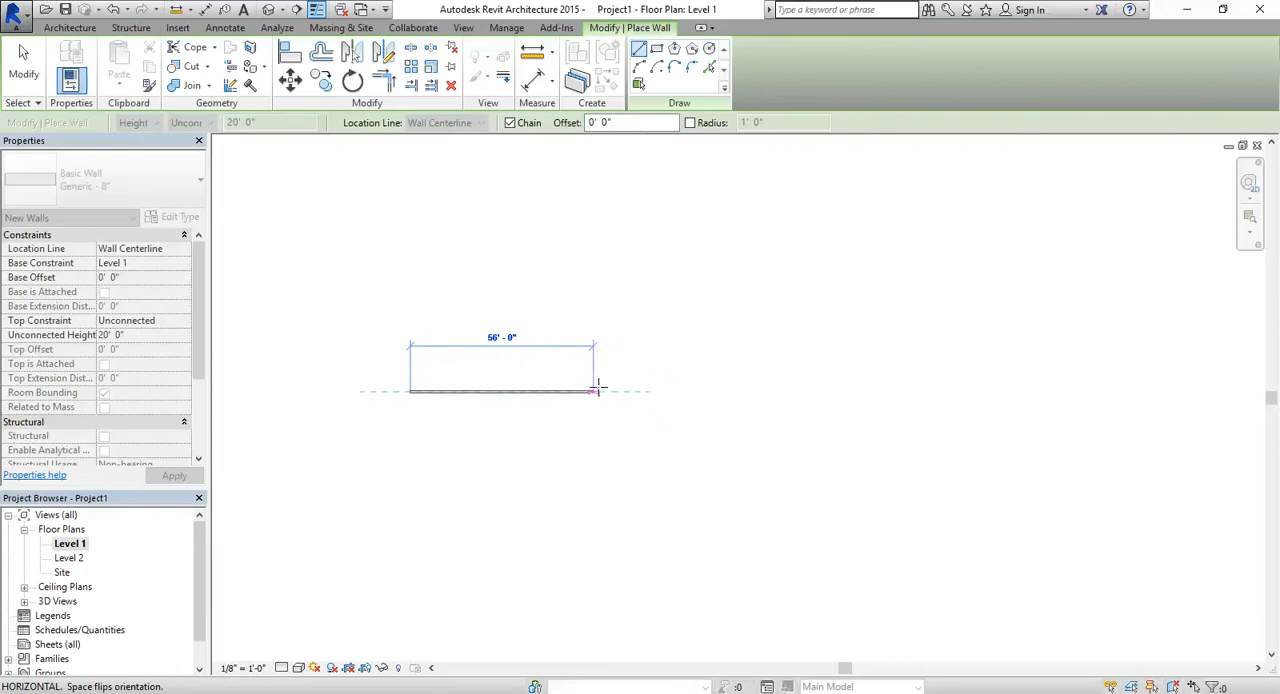 Autodesk Revit Architecture 2015 - Project1 - Floor Plan: Level 1
Type a keyword or phrase
Sign In
Architecture Structure Insert Annotate Analyze Massing & Site Collaborate View Manage Add-Ins Modify | Place Wall
Modify
Paste
Cope
Cut
Join
Select Properties Clipboard Geometry Modify View Measure Create Draw
Modify | Place Wall Height Uncon 20' 0" Location Line: Wall Centerline Chain Offset: 0' 0" Radius: 1' 0"
Properties
Basic Wall
Generic - 8"
New Walls Edit Type
Constraints
Location Line Wall Centerline
Base Constraint Level 1
Base Offset 0' 0"
Base is Attached
Base Extension Dist... 0' 0"
Top Constraint Unconnected
Unconnected Height 20' 0"
Top Offset 0' 0"
Top is Attached
Top Extension Dist... 0' 0"
Room Bounding
Related to Mass
Structural
Structural
Enable Analytical ...
Structural Usage Non-bearing
Properties help Apply
Project Browser - Project1
Views (all)
Floor Plans
Level 1
Level 2
Site
Ceiling Plans
3D Views
Legends
Schedules/Quantities
Sheets (all)
Families
Groups
56' - 0"
1/8" = 1'-0"
HORIZONTAL. Space flips orientation.
:0
Main Model
:0